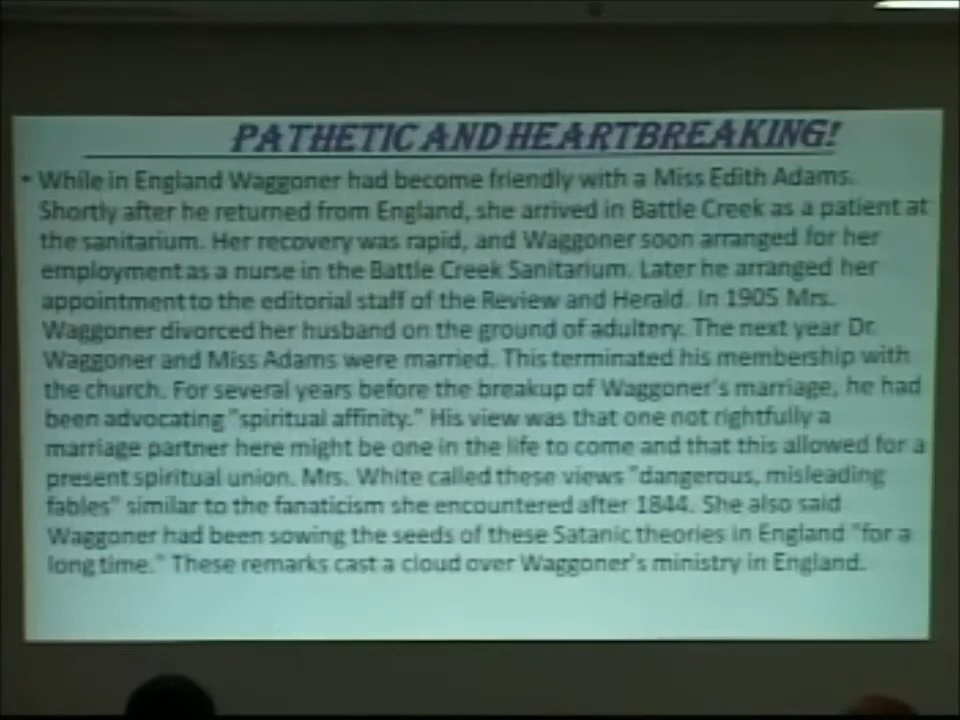 PATHETIC AND HEARTBREAKING!
• While in England Waggoner had become friendly with a Miss Edith Adams.
Shortly after he returned from England, she arrived in Battle Creek as a patient at
the sanitarium. Her recovery was rapid, and Waggoner soon arranged for her
employment as a nurse in the Battle Creek Sanitarium. Later he arranged her
appointment to the editorial staff of the Review and Herald. In 1905 Mrs.
Waggoner divorced her husband on the ground of adultery. The next year Dr.
Waggoner and Miss Adams were married. This terminated his membership with
the church. For several years before the breakup of Waggoner's marriage, he had
been advocating "spiritual affinity." His view was that one not rightfully a
marriage partner here might be one in the life to come and that this allowed for a
present spiritual union. Mrs. White called these views "dangerous, misleading
fables" similar to the fanaticism she encountered after 1844. She also said
Waggoner had been sowing the seeds of these Satanic theories in England "for a
long time." These remarks cast a cloud over Waggoner's ministry in England.